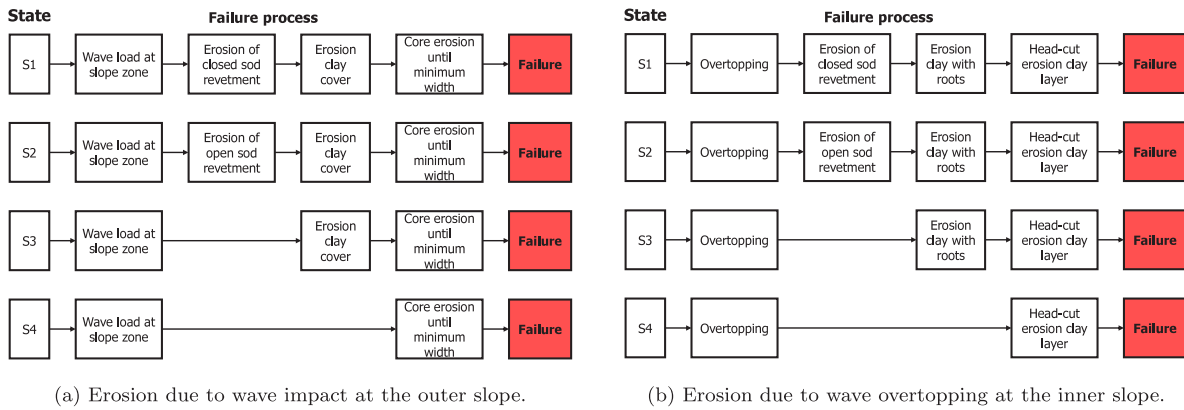 State
Failure process
S1
Wave load at
slope zone
Erosion of
closed sod
revetment
Erosion
clay
cover
Core erosion
until
minimum
width
Failure
S2
Wave load at
slope zone
Erosion of
open sod
revetment
Erosion
clay
cover
Core erosion
until
minimum
width
Failure
S3
Wave load at
slope zone
Erosion
clay
cover
Core erosion
until
minimum
width
Failure
S4
Wave load at
slope zone
Core erosion
until
minimum
width
Failure
(a) Erosion due to wave impact at the outer slope.
State
Failure process
S1
Overtopping
Erosion of
closed sod
revetment
Erosion
clay with
roots
Head-cut
erosion clay
layer
Failure
S2
Overtopping
Erosion of
open sod
revetment
Erosion
clay with
roots
Head-cut
erosion clay
layer
Failure
S3
Overtopping
Erosion
clay with
roots
Head-cut
erosion clay
layer
Failure
S4
Overtopping
Head-cut
erosion clay
layer
Failure
(b) Erosion due to wave overtopping at the inner slope.